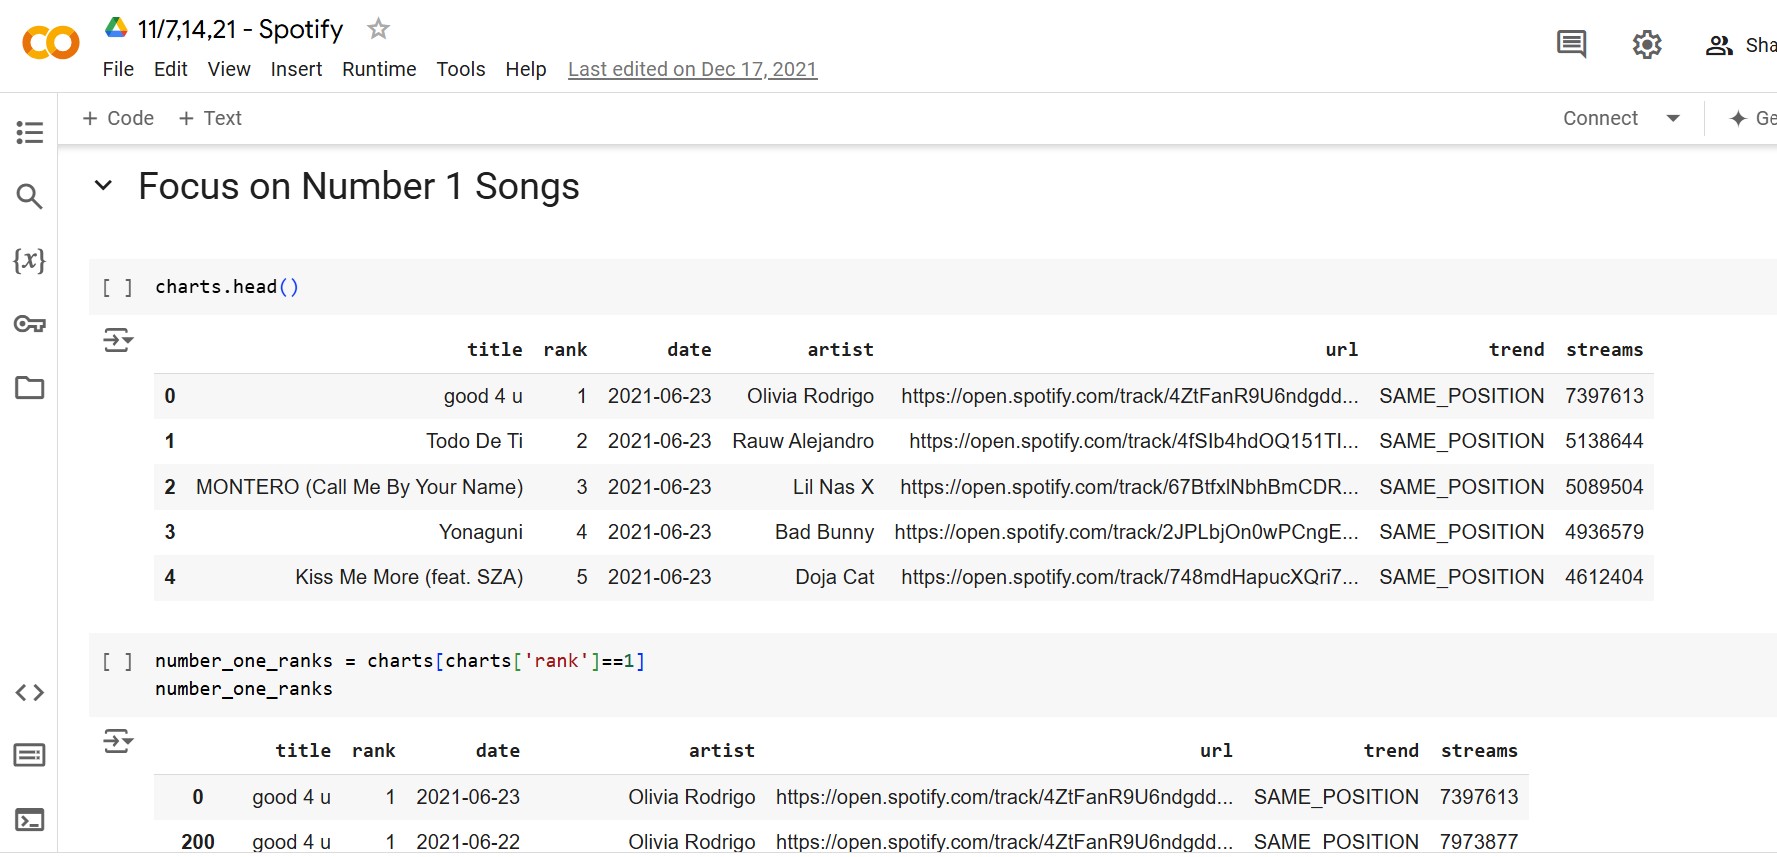 11/7,14,21 - Spotify
File Edit View Insert Runtime Tools Help Last edited on Dec 17, 2021
+ Code + Text Connect
Focus on Number 1 Songs
[ ] charts.head()
title rank date artist url trend streams
0 good 4 u 1 2021-06-23 Olivia Rodrigo https://open.spotify.com/track/4ZtFanR9U6ndgdd... SAME_POSITION 7397613
1 Todo De Ti 2 2021-06-23 Rauw Alejandro https://open.spotify.com/track/4fSIb4hdOQ151TI... SAME_POSITION 5138644
2 MONTERO (Call Me By Your Name) 3 2021-06-23 Lil Nas X https://open.spotify.com/track/67BtfxlNbhBmCDR... SAME_POSITION 5089504
3 Yonaguni 4 2021-06-23 Bad Bunny https://open.spotify.com/track/2JPLbjOn0wPCngE... SAME_POSITION 4936579
4 Kiss Me More (feat. SZA) 5 2021-06-23 Doja Cat https://open.spotify.com/track/748mdHapucXQri7... SAME_POSITION 4612404
[ ] number_one_ranks = charts[charts['rank']==1]
number_one_ranks
title rank date artist url trend streams
0 good 4 u 1 2021-06-23 Olivia Rodrigo https://open.spotify.com/track/4ZtFanR9U6ndgdd... SAME_POSITION 7397613
200 good 4 u 1 2021-06-22 Olivia Rodrigo https://open.spotify.com/track/4ZtFanR9U6ndgdd... SAME_POSITION 7973877